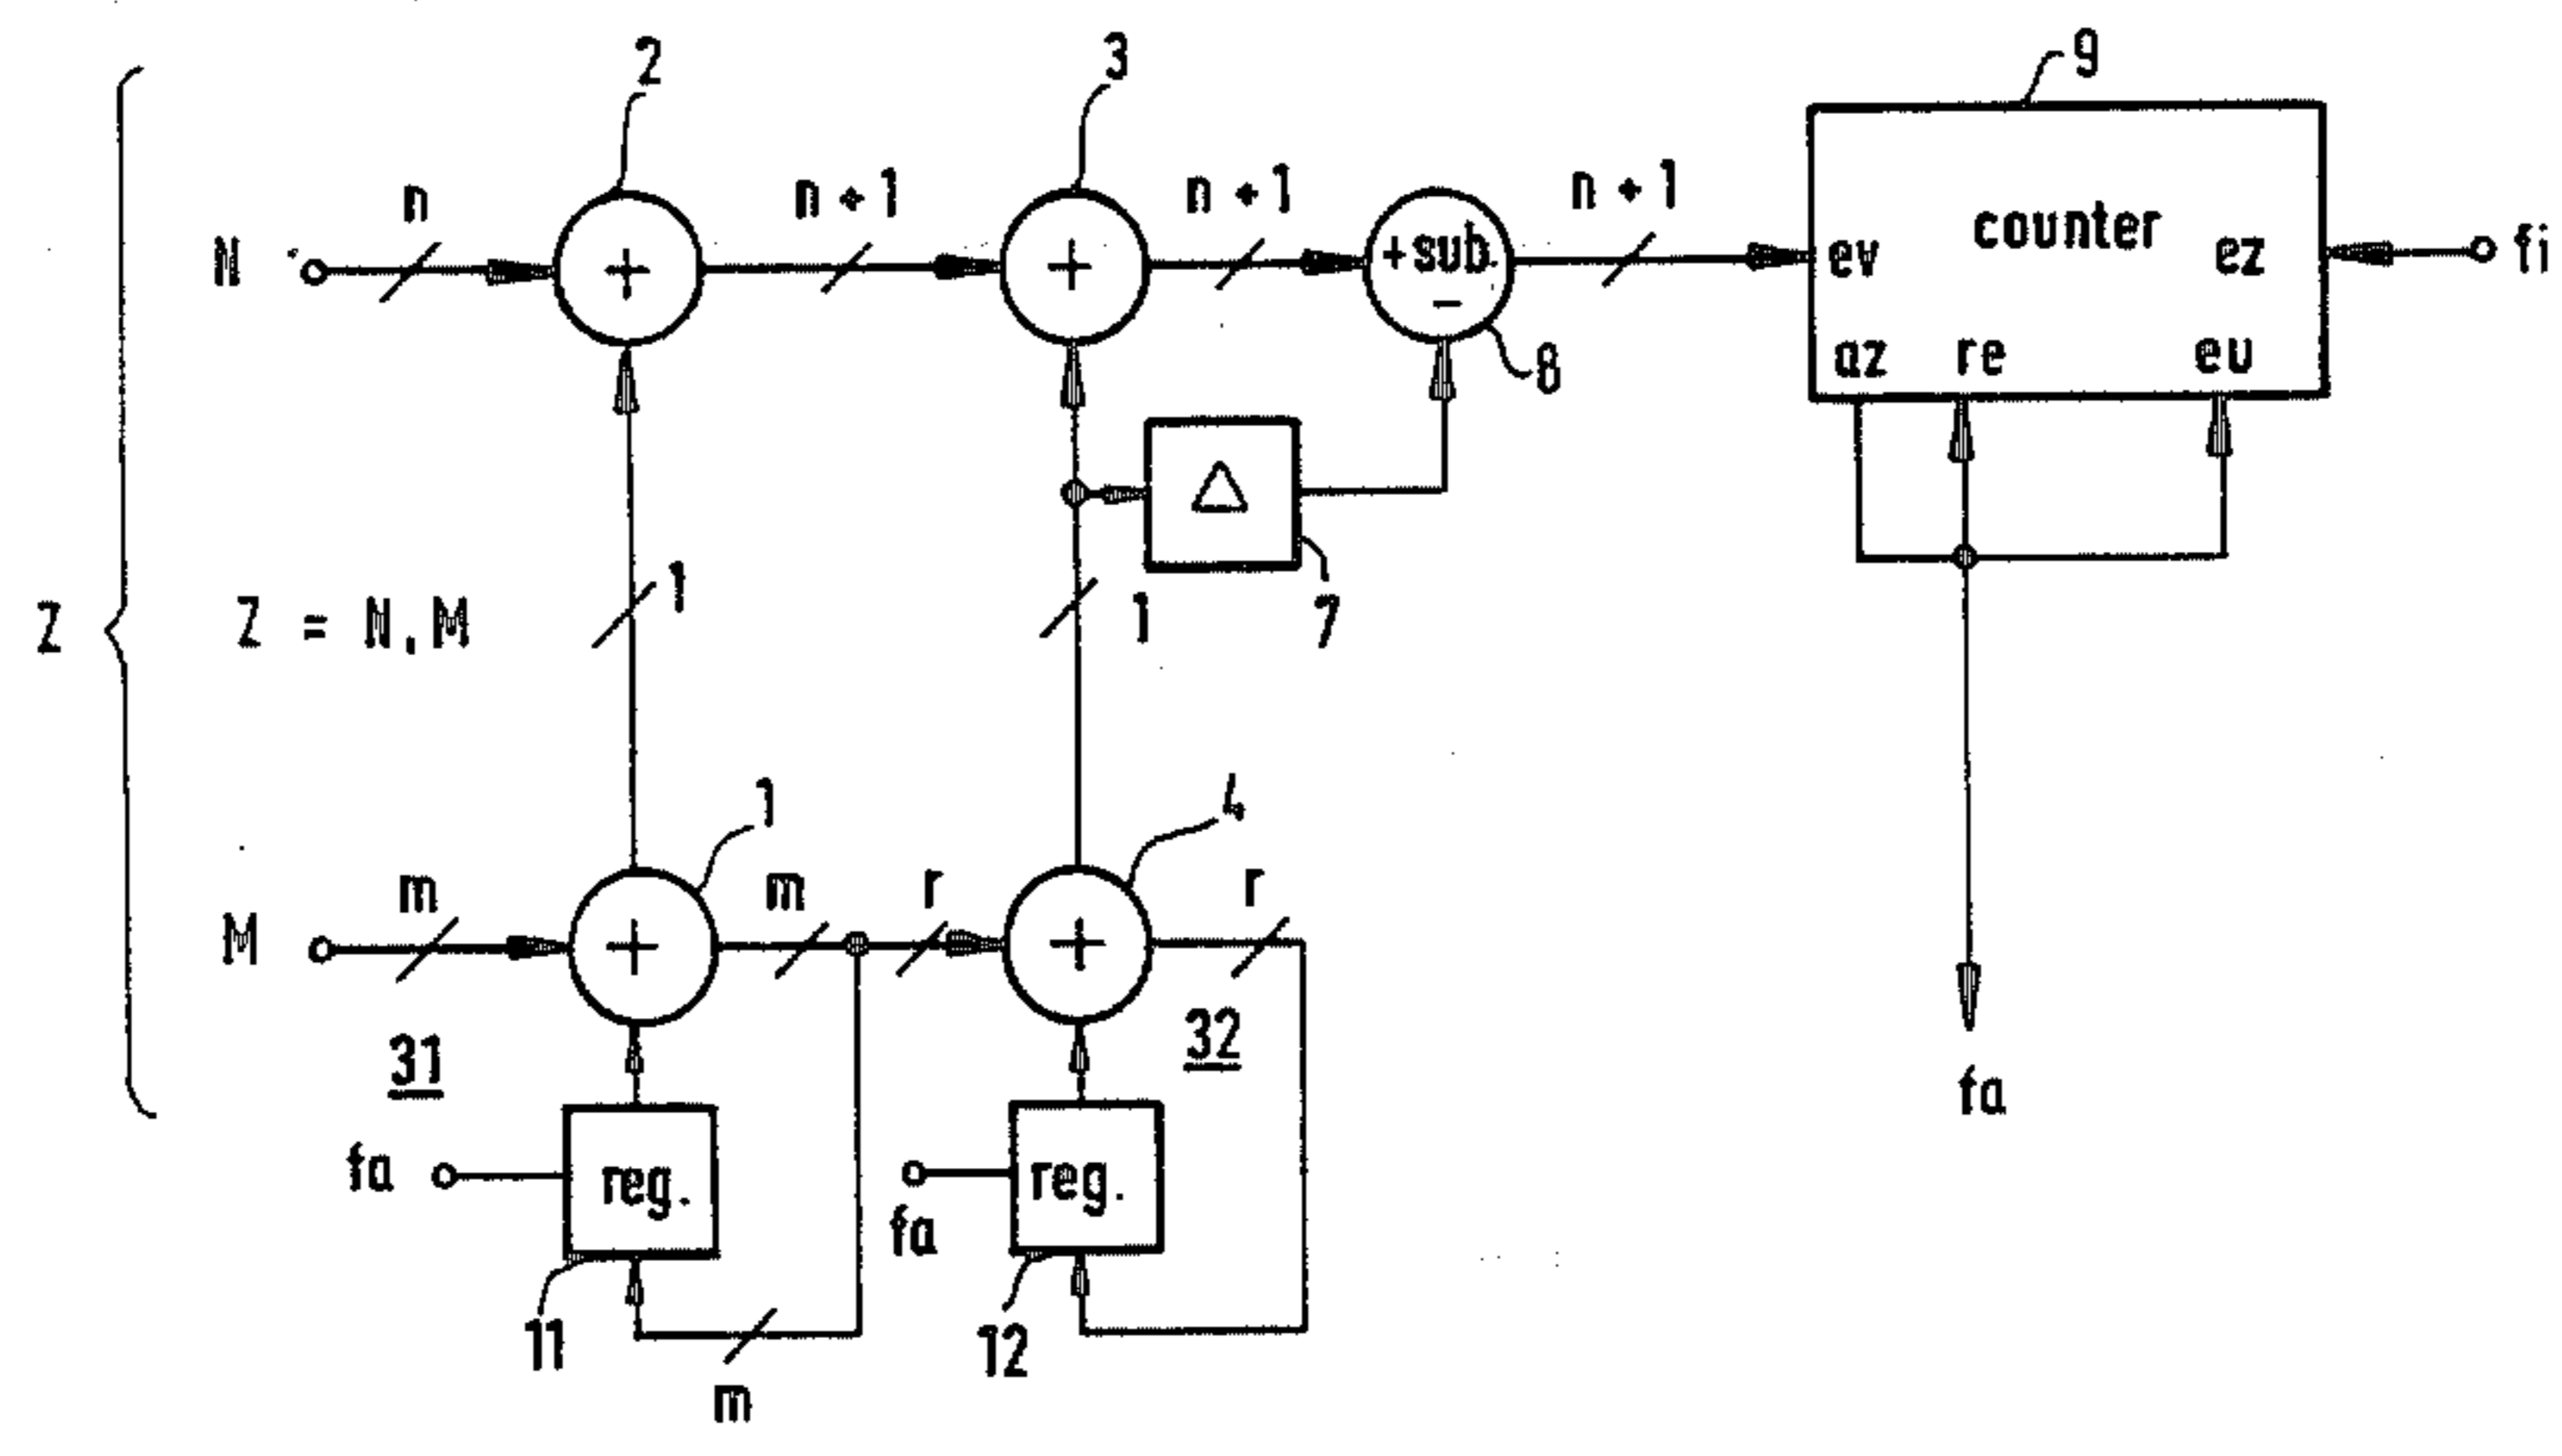 2
3
9
N
n
n + 1
n + 1
n + 1
+
+
+ sub.
-
8
ev
counter
ez
az
re
eu
fi
1
1
Δ
7
Z
Z = N, M
M
m
1
+
m
r
4
+
r
31
32
fa
reg.
fa
reg.
11
m
12
fa